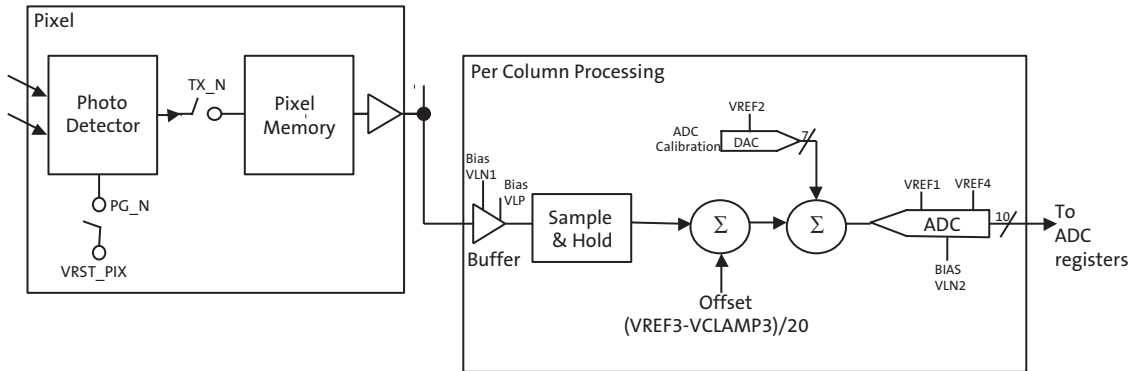 Pixel
Photo
Detector
TX_N
Pixel
Memory
PG_N
VRST_PIX
Per Column Processing
VREF2
ADC
Calibration
DAC
7
Bias
VLN1
Bias
VLP
Buffer
Sample
& Hold
Σ
Σ
Offset
(VREF3-VCLAMP3)/20
VREF1
VREF4
ADC
10
BIAS
VLN2
To
ADC
registers